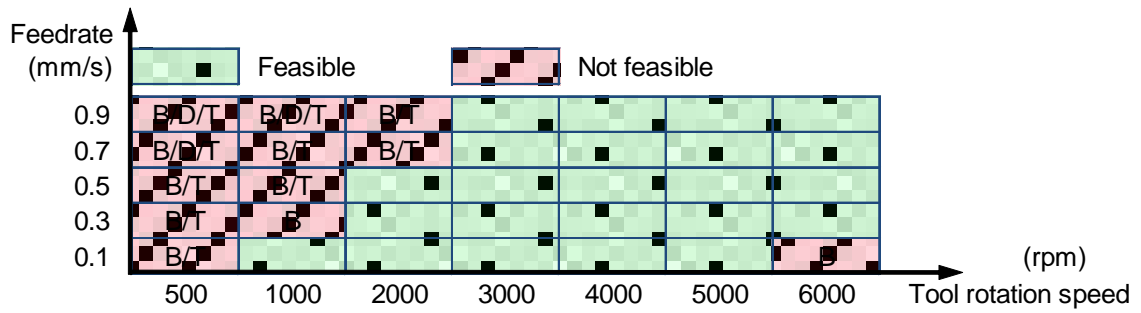 Feedrate
(mm/s)
Feasible
Not feasible
0.9
B/D/T
B/D/T
B/T
0.7
B/D/T
B/T
B/T
0.5
B/T
B/T
0.3
B/T
B
0.1
B/T
B
(rpm)
500
1000
2000
3000
4000
5000
6000
Tool rotation speed